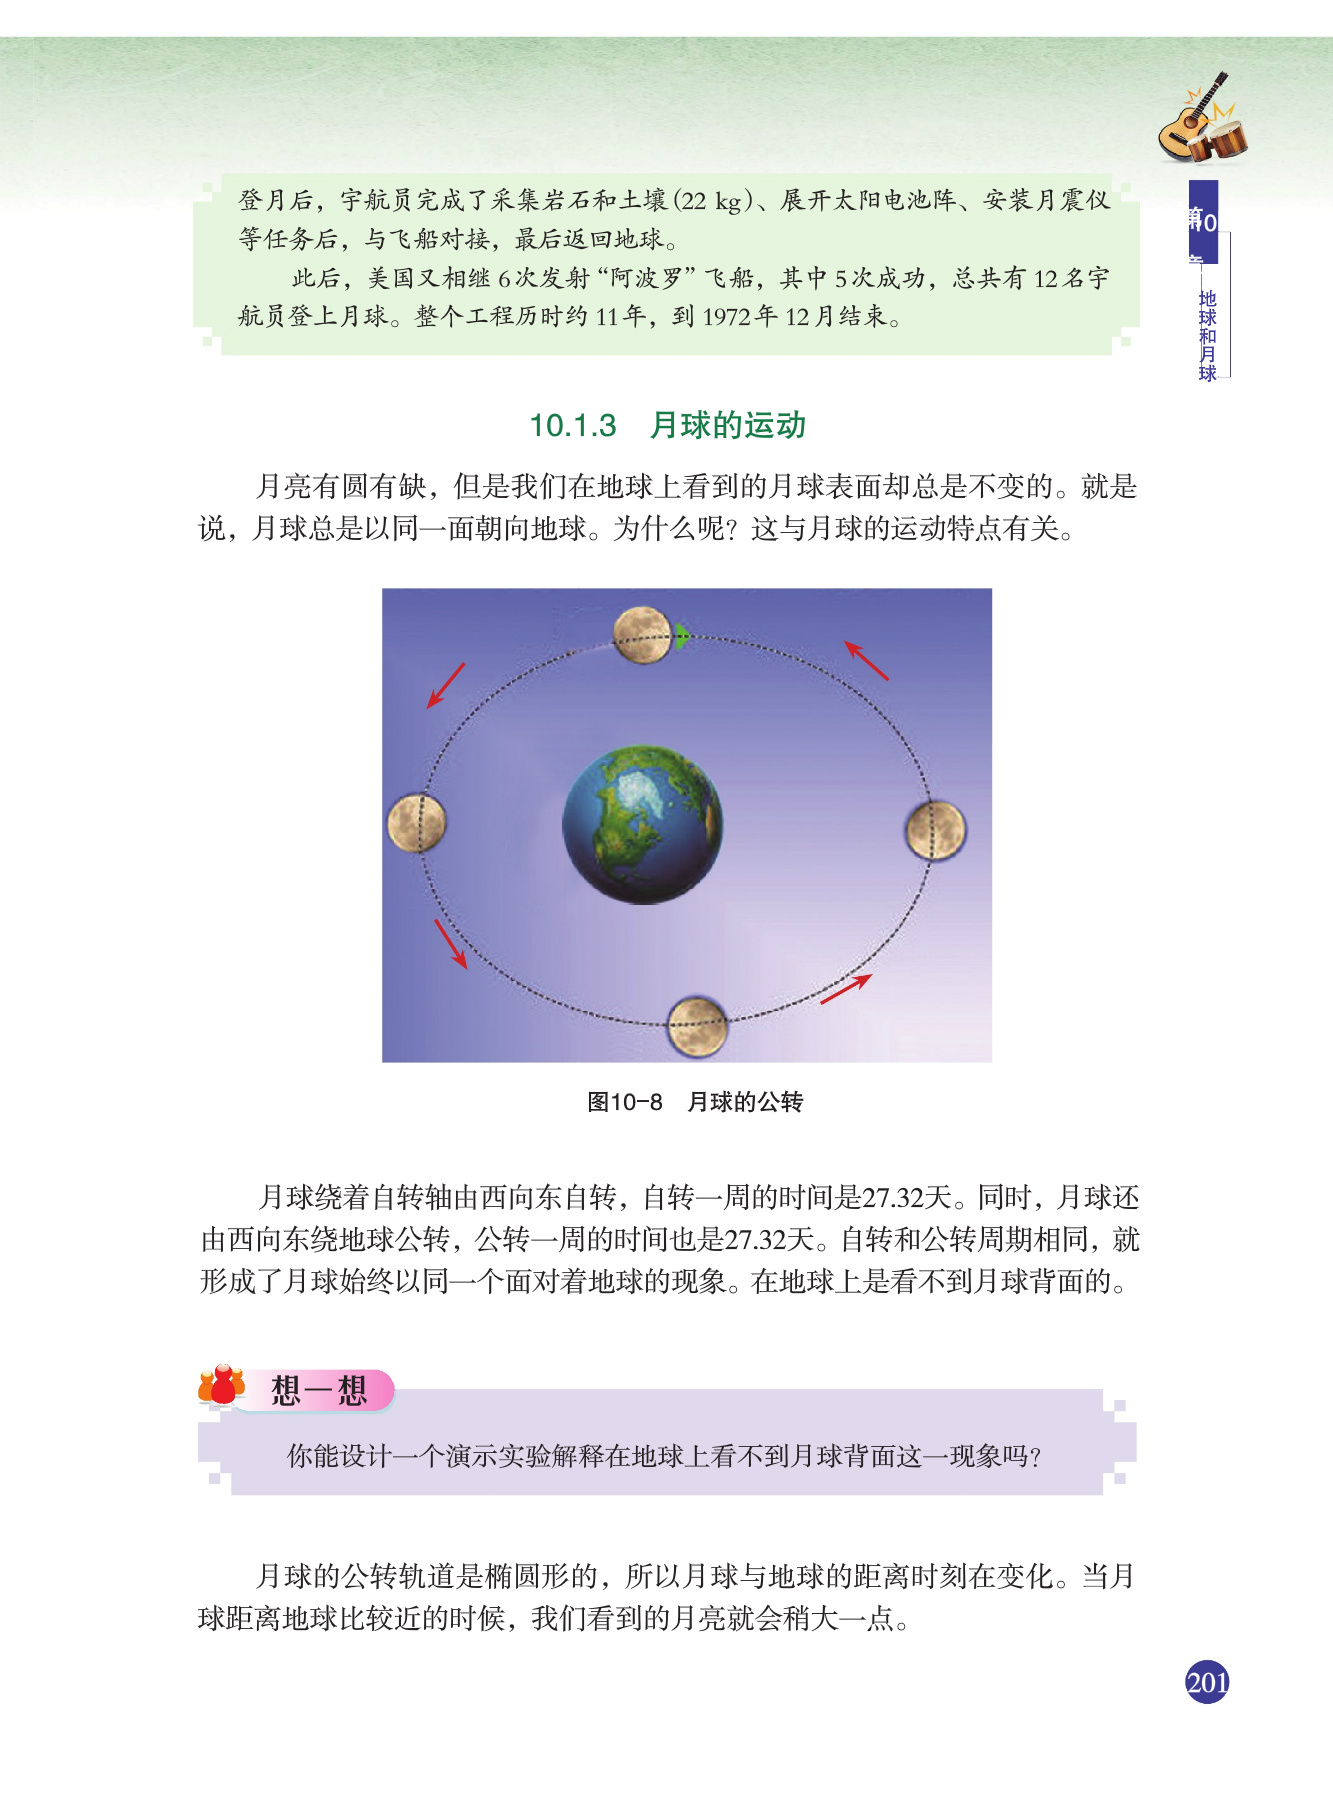 登月后，宇航员完成了采集岩石和土壤（22 kg）、展开太阳电池阵、安装月震仪
等任务后，与飞船对接，最后返回地球。
此后，美国又相继 6次发射“阿波罗”飞船，其中 5次成功，总共有 12名宇
航员登上月球。整个工程历时约 11年，到 1972年 12月结束。
第10章
地球和月球
10.1.3 月球的运动
月亮有圆有缺，但是我们在地球上看到的月球表面却总是不变的。就是
说，月球总是以同一面朝向地球。为什么呢？这与月球的运动特点有关。
图10-8 月球的公转
月球绕着自转轴由西向东自转，自转一周的时间是27.32天。同时，月球还
由西向东绕地球公转，公转一周的时间也是27.32天。自转和公转周期相同，就
形成了月球始终以同一个面对着地球的现象。在地球上是看不到月球背面的。
想一想
你能设计一个演示实验解释在地球上看不到月球背面这一现象吗？
月球的公转轨道是椭圆形的，所以月球与地球的距离时刻在变化。当月
球距离地球比较近的时候，我们看到的月亮就会稍大一点。
201